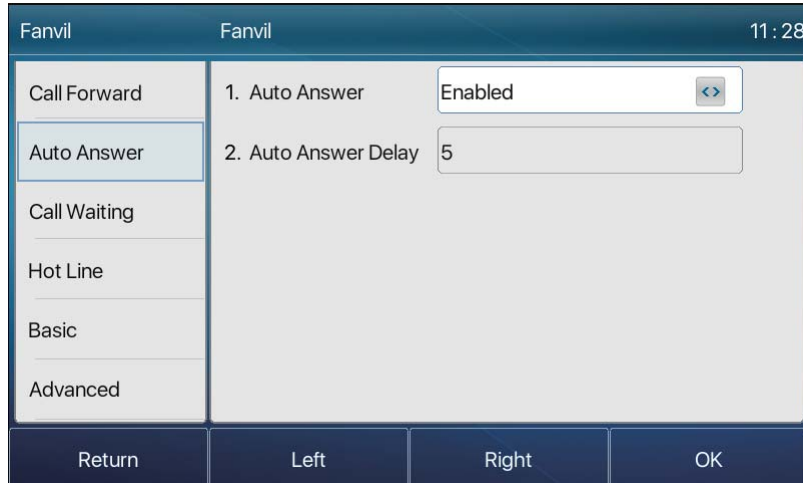 Fanvil Fanvil 11:28
Call Forward
Auto Answer
Call Waiting
Hot Line
Basic
Advanced
1. Auto Answer Enabled <>
2. Auto Answer Delay 5
Return Left Right OK